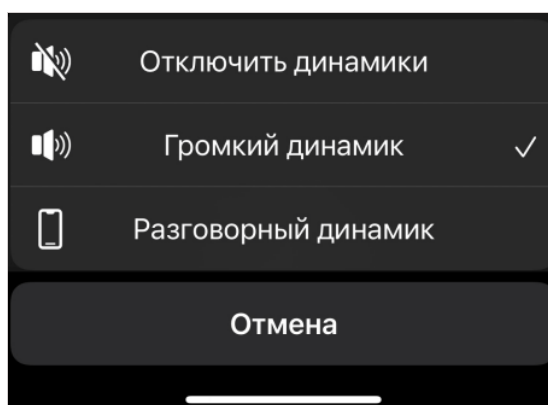 Отключить динамики
Громкий динамик
Разговорный динамик
Отмена